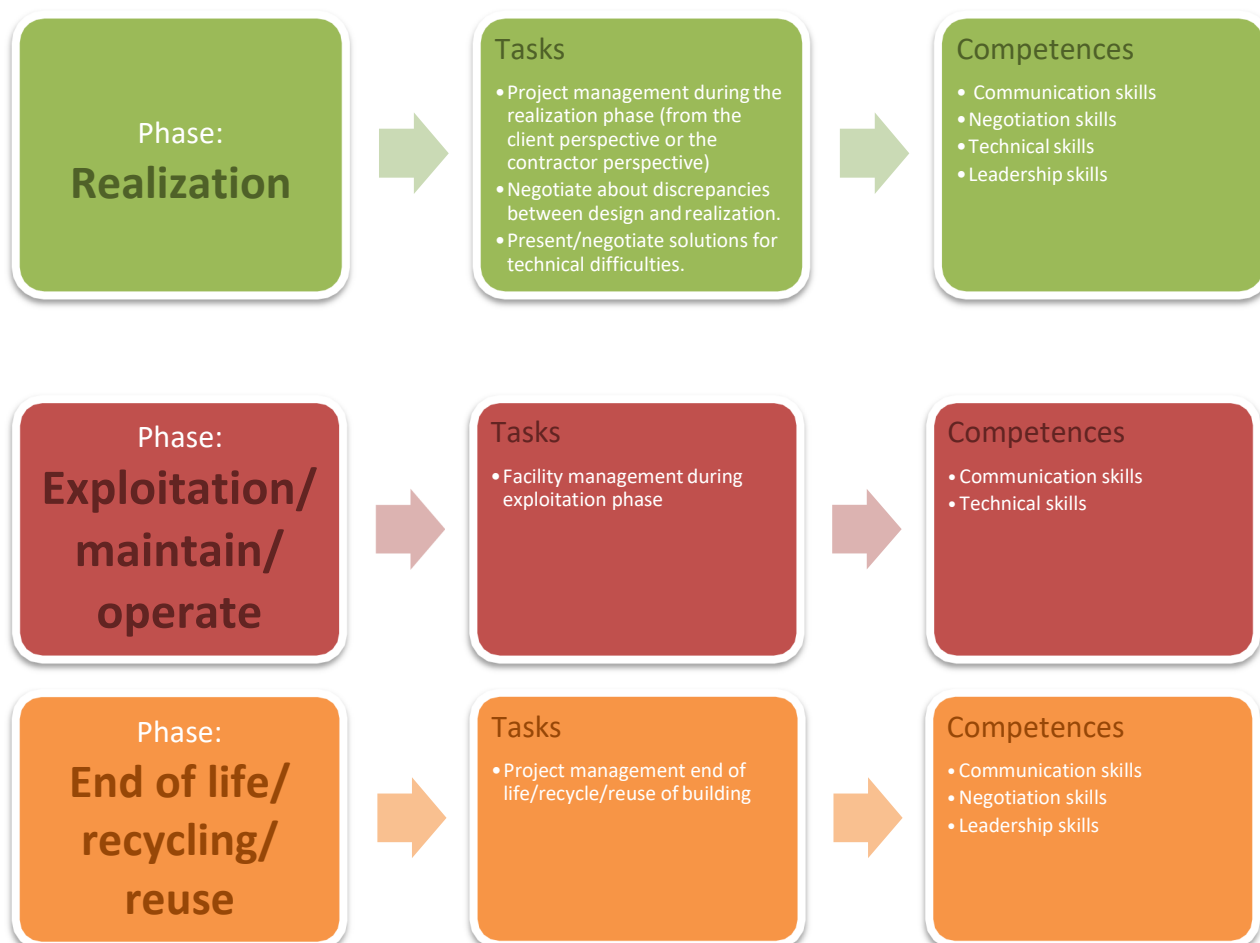 Phase:
Realization
Tasks
• Project management during the
realization phase (from the
client perspective or the
contractor perspective)
• Negotiate about discrepancies
between design and realization.
• Present/negotiate solutions for
technical difficulties.
Competences
• Communication skills
• Negotiation skills
• Technical skills
• Leadership skills
Phase:
Exploitation/
maintain/
operate
Tasks
• Facility management during
exploitation phase
Competences
• Communication skills
• Technical skills
Phase:
End of life/
recycling/
reuse
Tasks
• Project management end of
life/recycle/reuse of building
Competences
• Communication skills
• Negotiation skills
• Leadership skills